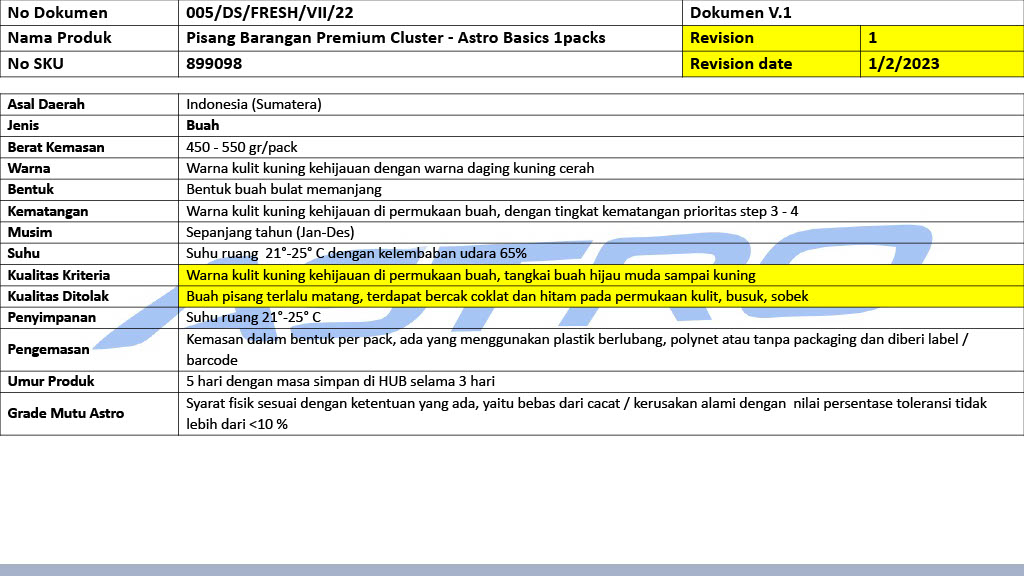 No Dokumen 005/DS/FRESH/VII/22 Dokumen V.1
Nama Produk Pisang Barangan Premium Cluster - Astro Basics 1packs Revision 1
No SKU 899098 Revision date 1/2/2023
Asal Daerah Indonesia (Sumatera)
Jenis Buah
Berat Kemasan 450 - 550 gr/pack
Warna Warna kulit kuning kehijauan dengan warna daging kuning cerah
Bentuk Bentuk buah bulat memanjang
Kematangan Warna kulit kuning kehijauan di permukaan buah, dengan tingkat kematangan prioritas step 3 - 4
Musim Sepanjang tahun (Jan-Des)
Suhu Suhu ruang 21°-25° C dengan kelembaban udara 65%
Kualitas Kriteria Warna kulit kuning kehijauan di permukaan buah, tangkai buah hijau muda sampai kuning
Kualitas Ditolak Buah pisang terlalu matang, terdapat bercak coklat dan hitam pada permukaan kulit, busuk, sobek
Penyimpanan Suhu ruang 21°-25° C
Pengemasan Kemasan dalam bentuk per pack, ada yang menggunakan plastik berlubang, polynet atau tanpa packaging dan diberi label /
barcode
Umur Produk 5 hari dengan masa simpan di HUB selama 3 hari
Grade Mutu Astro Syarat fisik sesuai dengan ketentuan yang ada, yaitu bebas dari cacat / kerusakan alami dengan nilai persentase toleransi tidak
lebih dari <10 %
ASTRO